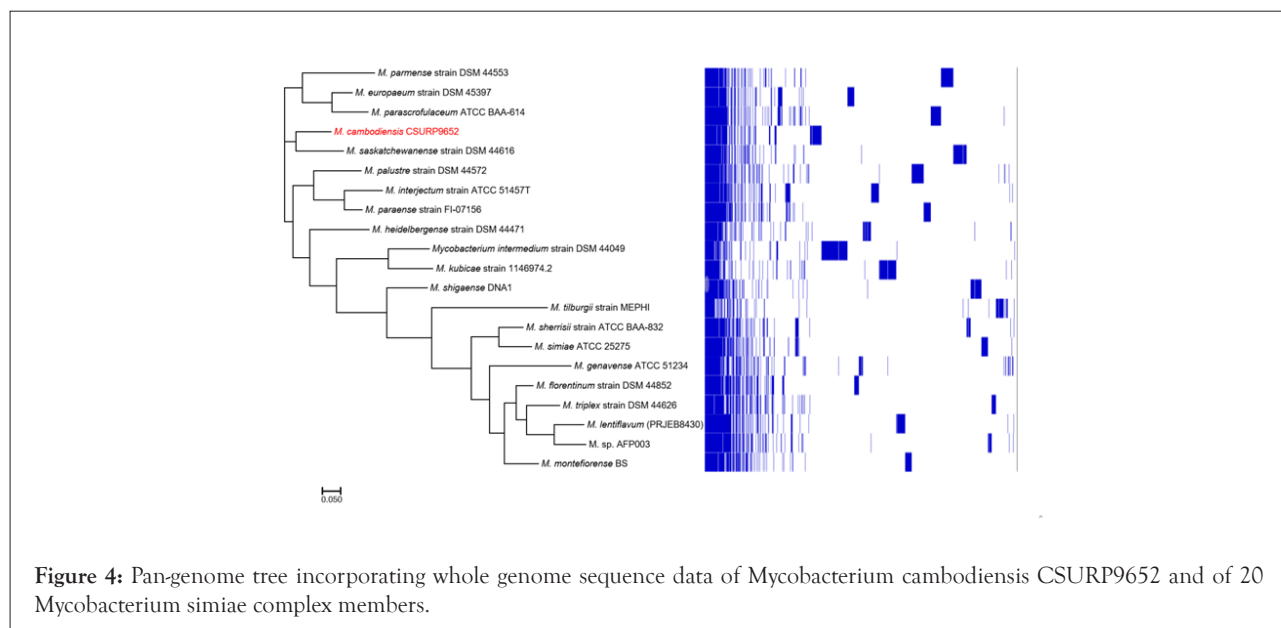 M. parmense strain DSM 44553
M. europaeum strain DSM 45397
M. parascrofulaceum ATCC BAA-614
M. cambodiensis CSURP9652
M. saskatchewanense strain DSM 44616
M. palustre strain DSM 44572
M. interjectum strain ATCC 51457T
M. paraense strain FI-07156
M. heidelbergense strain DSM 44471
Mycobacterium intermedium strain DSM 44049
M. kubicae strain 1146974.2
M. shigaense DNA1
M. tilburgii strain MEPHI
M. sherrisii strain ATCC BAA-832
M. simiae ATCC 25275
M. genavense ATCC 51234
M. florentinum strain DSM 44852
M. triplex strain DSM 44626
M. lentiflavum (PRJEB8430)
M. sp. AFP003
M. montefiorense BS
0.050
Figure 4: Pan-genome tree incorporating whole genome sequence data of Mycobacterium cambodiensis CSURP9652 and of 20
Mycobacterium simiae complex members.